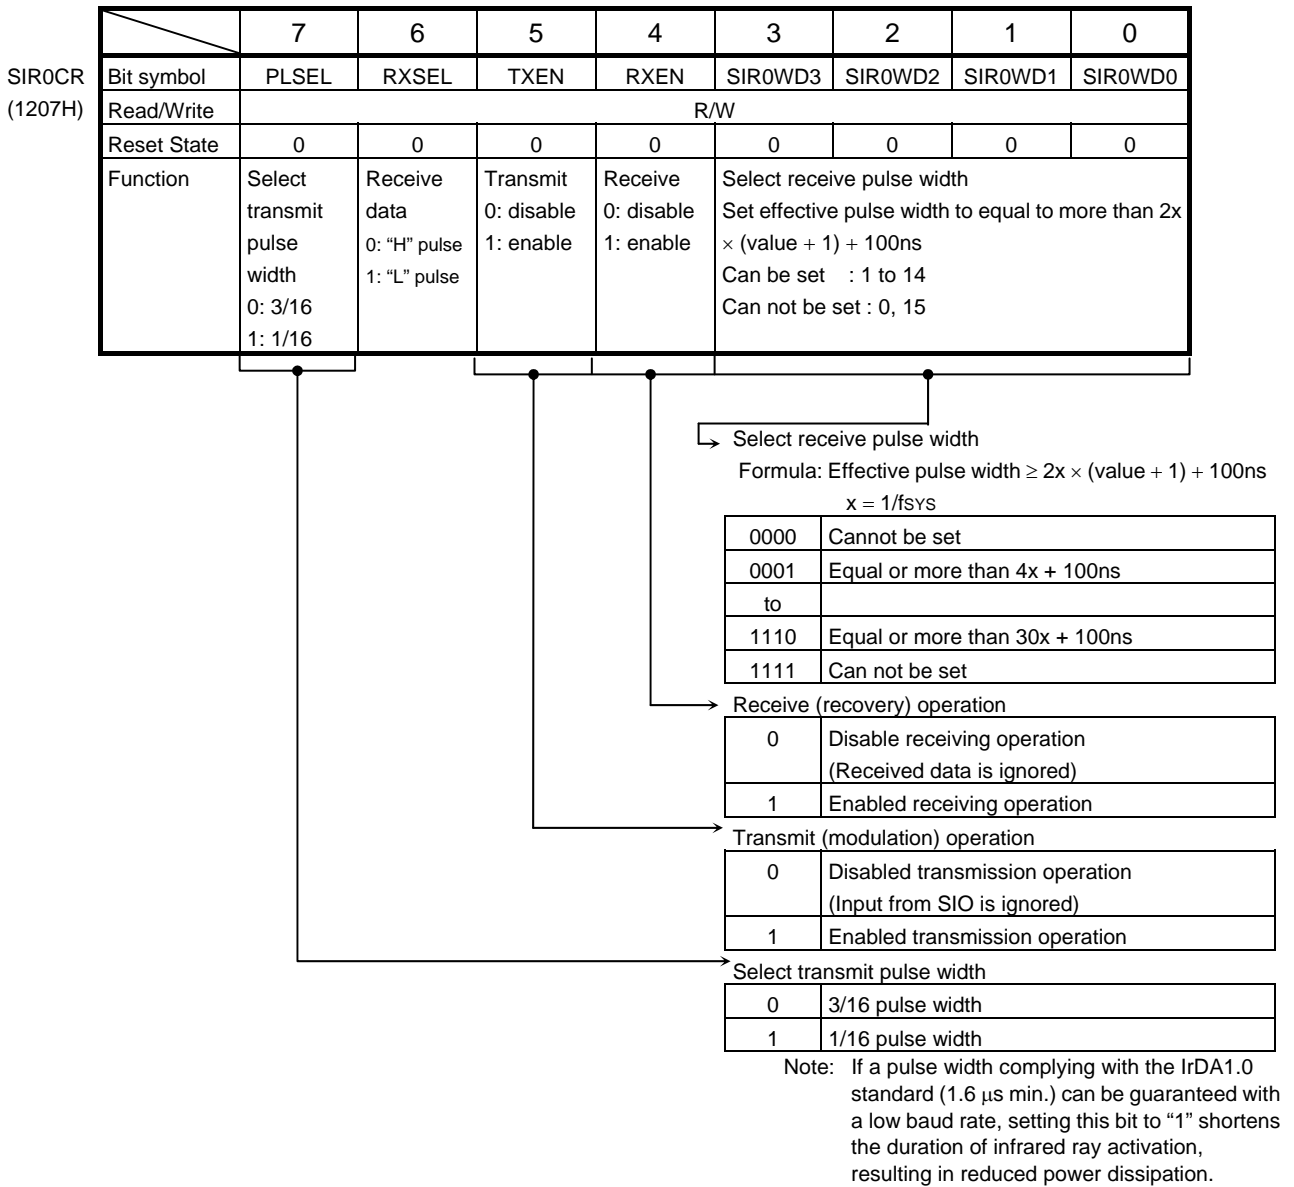 7 6 5 4 3 2 1 0
SIR0CR Bit symbol PLSEL RXSEL TXEN RXEN SIR0WD3 SIR0WD2 SIR0WD1 SIR0WD0
(1207H) Read/Write R/W
Reset State 0 0 0 0 0 0 0 0
Function Select Receive Transmit Receive Select receive pulse width
transmit data 0: disable 0: disable Set effective pulse width to equal to more than 2x
pulse 0: “H” pulse 1: enable 1: enable × (value + 1) + 100ns
width 1: “L” pulse Can be set : 1 to 14
0: 3/16 Can not be set : 0, 15
1: 1/16
Select receive pulse width
Formula: Effective pulse width ≥ 2x × (value + 1) + 100ns
x = 1/fSYS
0000 Cannot be set
0001 Equal or more than 4x + 100ns
to
1110 Equal or more than 30x + 100ns
1111 Can not be set
Receive (recovery) operation
0 Disable receiving operation
(Received data is ignored)
1 Enabled receiving operation
Transmit (modulation) operation
0 Disabled transmission operation
(Input from SIO is ignored)
1 Enabled transmission operation
Select transmit pulse width
0 3/16 pulse width
1 1/16 pulse width
Note: If a pulse width complying with the IrDA1.0
standard (1.6 μs min.) can be guaranteed with
a low baud rate, setting this bit to “1” shortens
the duration of infrared ray activation,
resulting in reduced power dissipation.